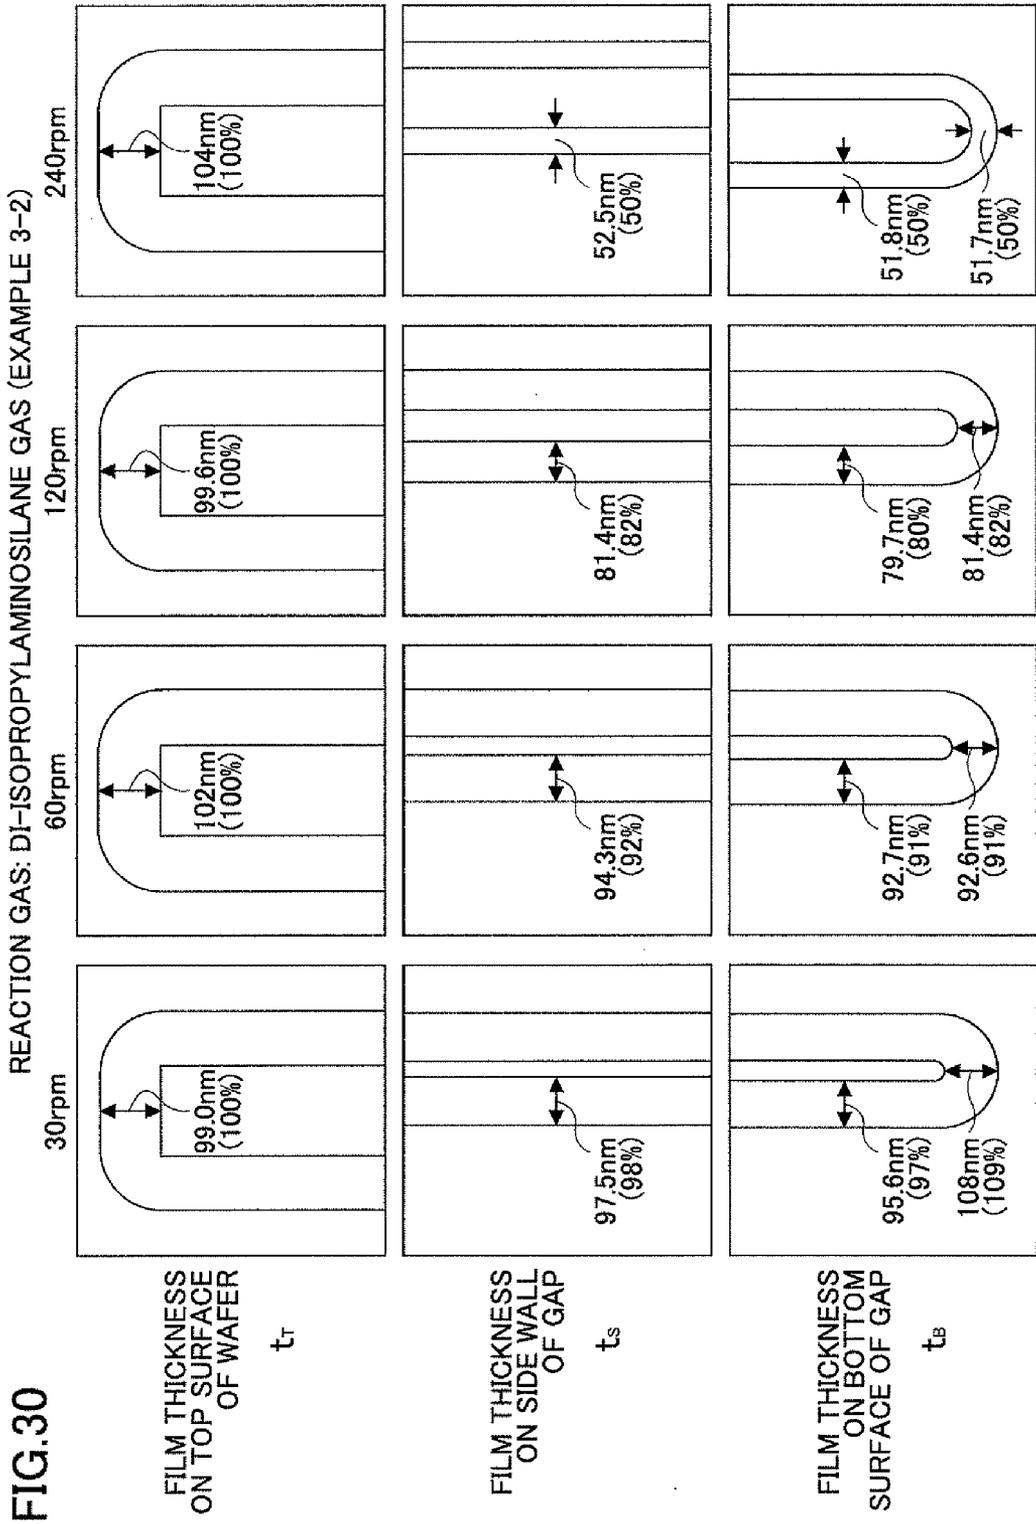 FIG.30
REACTION GAS: DI-ISOPROPYLAMINOSILANE GAS (EXAMPLE 3-2)
30rpm
60rpm
120rpm
240rpm
FILM THICKNESS
ON TOP SURFACE
OF WAFER
tT
99.0nm
(100%)
102nm
(100%)
99.6nm
(100%)
104nm
(100%)
FILM THICKNESS
ON SIDE WALL
OF GAP
tS
97.5nm
(98%)
94.3nm
(92%)
81.4nm
(82%)
52.5nm
(50%)
FILM THICKNESS
ON BOTTOM
SURFACE OF GAP
tB
95.6nm
(97%)
108nm
(109%)
92.7nm
(91%)
92.6nm
(91%)
79.7nm
(80%)
81.4nm
(82%)
51.8nm
(50%)
51.7nm
(50%)